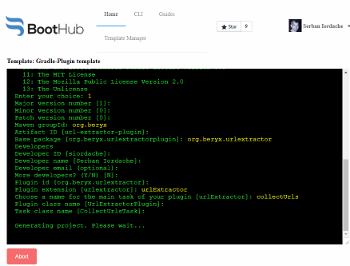 Home
CLI
Guides
BootHub
Star
9
Serban Iordache
Template Manager
Template: Gradle-Plugin template
11: The MIT License
12: The Mozilla Public License Version 2.0
13: The Unlicense
Enter your choice: 1
Major version number [1]:
Minor version number [0]:
Patch version number [0]:
Maven groupId: org.beryx
Artifact ID [url-extractor-plugin]:
Base package [org.beryx.urlextractorplugin]: org.beryx.urlextractor
Developers
Developer ID [siordache]:
Developer name [Serban Iordache]:
Developer email (optional):
More developers? (Y/N) [N]:
Plugin id [org.beryx.urlextractor]:
Plugin extension [urlextractor]: urlExtractor
Choose a name for the main task of your plugin [urlExtractor]: collectUrls
Plugin class name [UrlExtractorPlugin]:
Task class name [CollectUrlsTask]:
Generating project. Please wait...
Abort